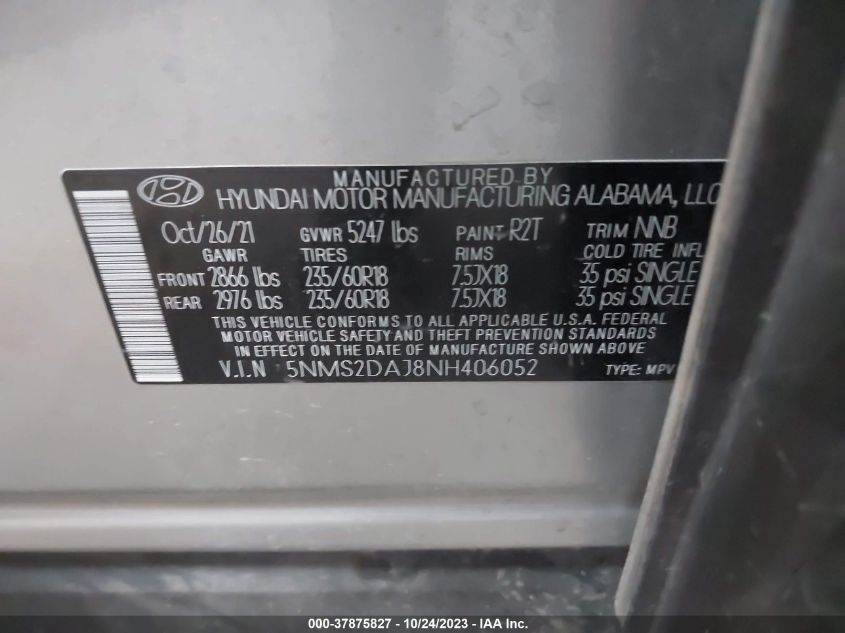 MANUFACTURED BY
HYUNDAI MOTOR MANUFACTURING ALABAMA, LLC
Oct/26/21 GVWR 5247 lbs PAINT R2T TRIM NNB
GAWR TIRES RIMS COLD TIRE INFL
FRONT 2866 lbs 235/60R18 7.5JX18 35 psi SINGLE
REAR 2976 lbs 235/60R18 7.5JX18 35 psi SINGLE
THIS VEHICLE CONFORMS TO ALL APPLICABLE U.S.A. FEDERAL
MOTOR VEHICLE SAFETY AND THEFT PREVENTION STANDARDS
IN EFFECT ON THE DATE OF MANUFACTURE SHOWN ABOVE
V.I.N 5NMS2DAJ8NH406052 TYPE: MPV
000-37875827 - 10/24/2023 - IAA Inc.